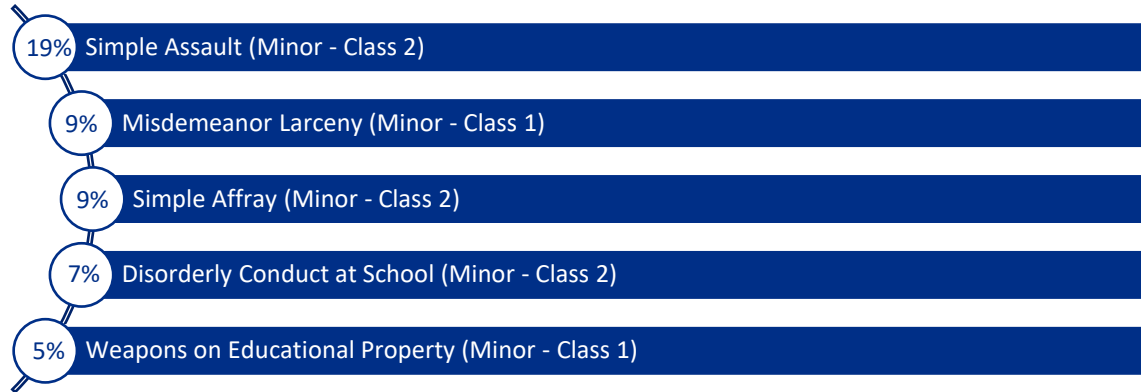 19% Simple Assault (Minor - Class 2)
9% Misdemeanor Larceny (Minor - Class 1)
9% Simple Affray (Minor - Class 2)
7% Disorderly Conduct at School (Minor - Class 2)
5% Weapons on Educational Property (Minor - Class 1)